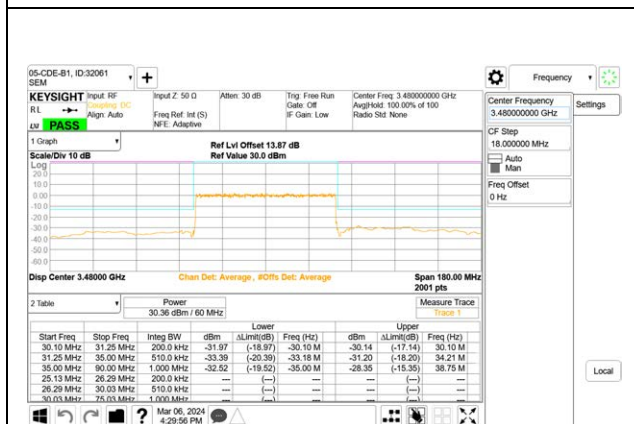 05-CDE-B1, ID:32061
SEM
Frequency
KEYSIGHT
R L
LNI PASS
Input: RF
Coupling: DC
Align: Auto
Input Z: 50 Ω
Freq Ref: Int (S)
NFE: Adaptive
Atten: 30 dB
Trig: Free Run
Gate: Off
IF Gain: Low
Center Freq: 3.480000000 GHz
Avg|Hold: 100.00% of 100
Radio Std: None
Center Frequency
3.480000000 GHz
Settings
CF Step
18.000000 MHz
Auto
Man
Freq Offset
0 Hz
1 Graph
Scale/Div 10 dB
Ref Lvl Offset 13.87 dB
Ref Value 30.0 dBm
Log
20.0
10.0
0.00
-10.0
-20.0
-30.0
-40.0
-50.0
-60.0
Disp Center 3.48000 GHz
Chan Det: Average , #Offs Det: Average
Span 180.00 MHz
2001 pts
2 Table
Power
30.36 dBm / 60 MHz
Measure Trace
Trace 1
Lower Upper
Start Freq Stop Freq Integ BW dBm ΔLimit(dB) Freq (Hz) dBm ΔLimit(dB) Freq (Hz)
30.10 MHz 31.25 MHz 200.0 kHz -31.97 (-18.97) -30.10 M -30.14 (-17.14) 30.10 M
31.25 MHz 35.00 MHz 510.0 kHz -33.39 (-20.39) -33.18 M -31.20 (-18.20) 34.21 M
35.00 MHz 90.00 MHz 1.000 MHz -32.52 (-19.52) -35.00 M -28.35 (-15.35) 38.75 M
25.13 MHz 26.29 MHz 200.0 kHz --- (---) --- --- (---) ---
26.29 MHz 30.03 MHz 510.0 kHz --- (---) --- --- (---) ---
30.03 MHz 75.03 MHz 1.000 MHz --- (---) --- --- (---) ---
Local
Mar 06, 2024
4:29:56 PM